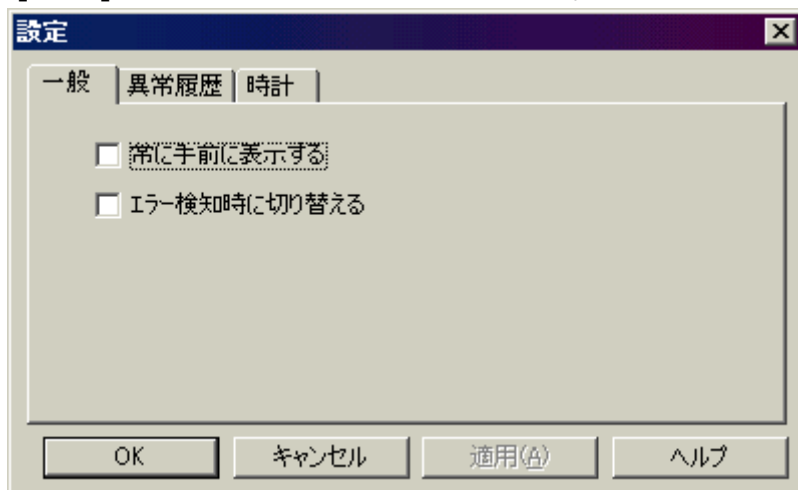 設定
一般 異常履歴 時計
常に手前に表示する
エラー検知時に切り替える
OK キャンセル 適用(A) ヘルプ